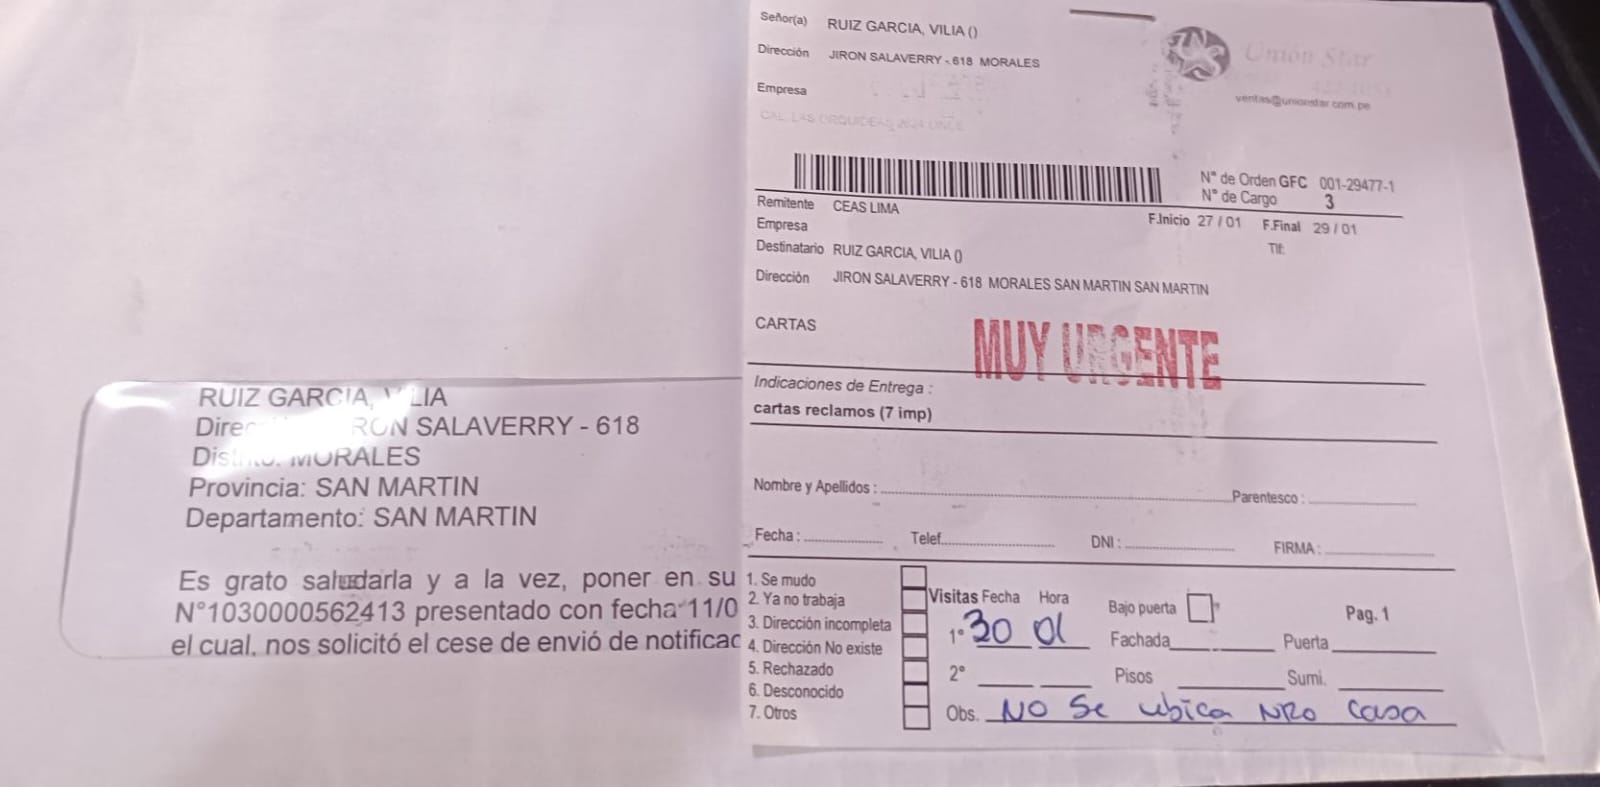 Señor(a) RUIZ GARCIA, VILIA ()
Dirección JIRON SALAVERRY - 618 MORALES
Empresa
CAL. LAS ORQUIDEAS
Unión Star
ventas@unionstar.com.pe
N° de Orden GFC 001-29477-1
N° de Cargo 3
Remitente CEAS LIMA
F.Inicio 27 / 01 F.Final 29 / 01
Empresa
Tlf:
Destinatario RUIZ GARCIA, VILIA ()
Dirección JIRON SALAVERRY - 618 MORALES SAN MARTIN SAN MARTIN
CARTAS
MUY URGENTE
Indicaciones de Entrega :
cartas reclamos (7 imp)
Nombre y Apellidos : Parentesco :
Fecha : Telef. DNI : FIRMA :
1. Se mudo
2. Ya no trabaja
3. Dirección incompleta
4. Dirección No existe
5. Rechazado
6. Desconocido
7. Otros
Visitas Fecha Hora Bajo puerta Pag. 1
1° 30 01 Fachada Puerta
2° Pisos Sumi.
Obs. NO Se ubica NRO casa
RUIZ GARCIA, LIA
Dire RON SALAVERRY - 618
MORALES
Provincia: SAN MARTIN
Departamento: SAN MARTIN
Es grato saludarla y a la vez, poner en su
N°1030000562413 presentado con fecha 11/0
el cual, nos solicitó el cese de envió de notificac